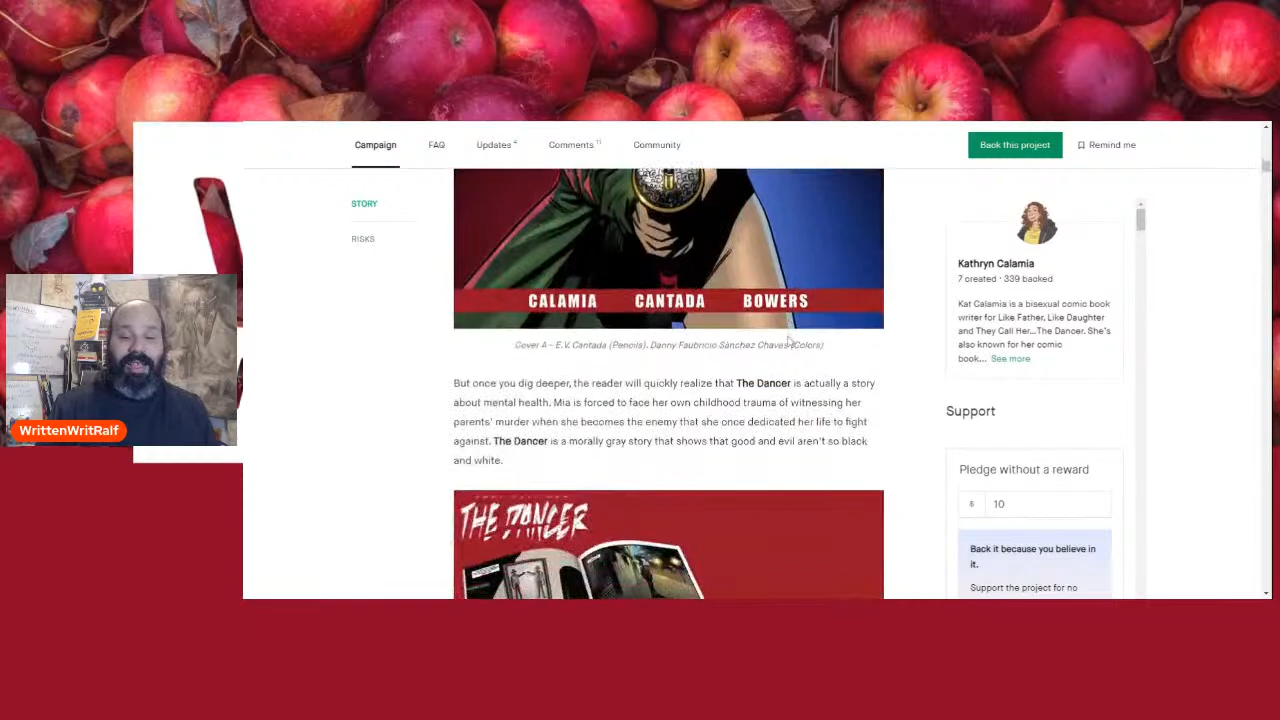 Campaign
FAQ
Updates 4
Comments 11
Community
Back this project
Remind me
STORY
RISKS
CALAMIA CANTADA BOWERS
Cover A - E.V. Cantada (Pencils), Danny Faubricio Sànchez Chaves (Colors)
But once you dig deeper, the reader will quickly realize that The Dancer is actually a story
about mental health. Mia is forced to face her own childhood trauma of witnessing her
parents' murder when she becomes the enemy that she once dedicated her life to fight
against. The Dancer is a morally gray story that shows that good and evil aren't so black
and white.
THE DANCER
Kathryn Calamia
7 created · 339 backed
Kat Calamia is a bisexual comic book
writer for Like Father, Like Daughter
and They Call Her...The Dancer. She's
also known for her comic
book... See more
Support
Pledge without a reward
$ 10
Back it because you believe in
it.
Support the project for no
WrittenWritRalf